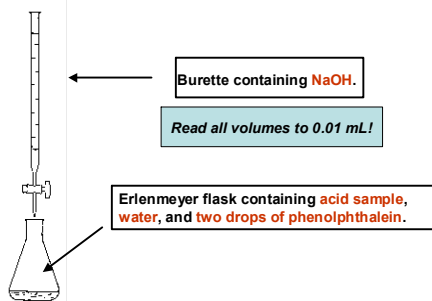 Burette containing NaOH.
Read all volumes to 0.01 mL!
Erlenmeyer flask containing acid sample,
water, and two drops of phenolphthalein.